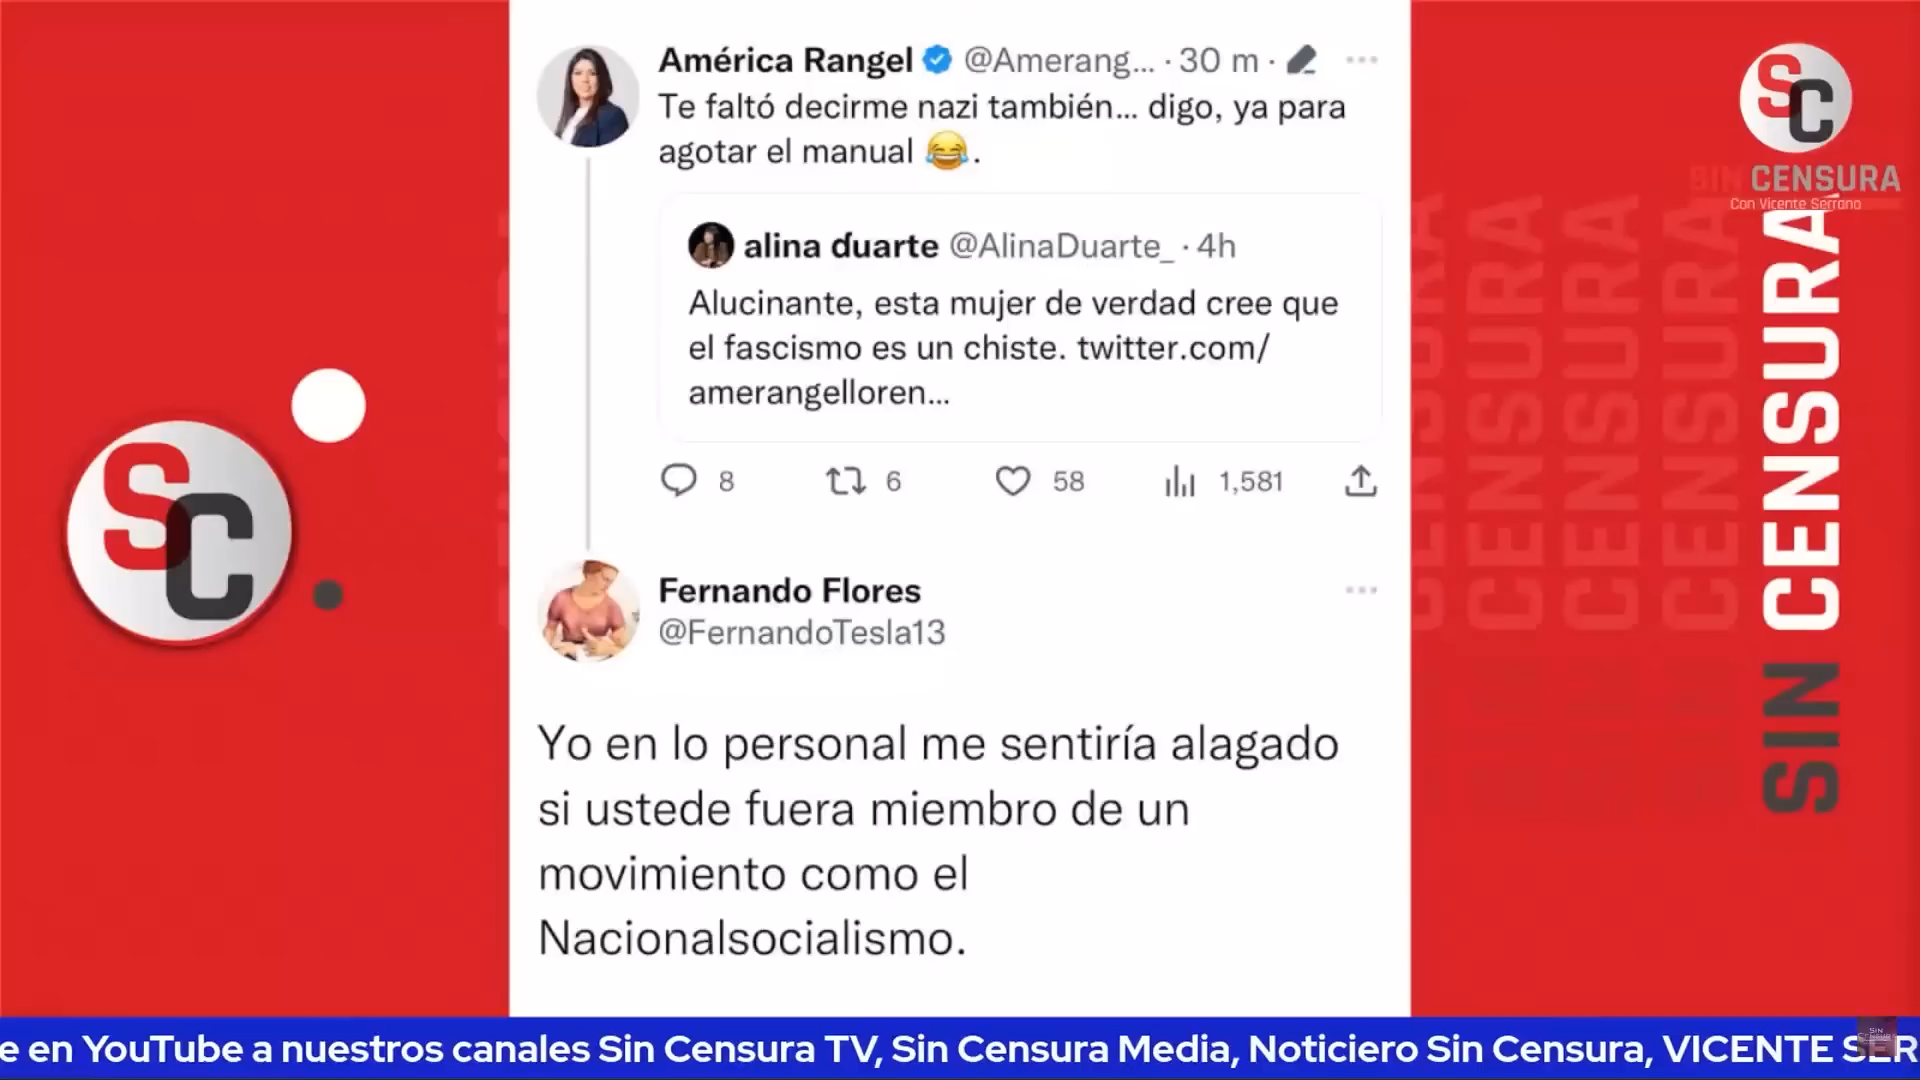 América Rangel @Amerang... · 30 m ·
Te faltó decirme nazi también... digo, ya para
agotar el manual 😂.
alina duarte @AlinaDuarte_ · 4h
Alucinante, esta mujer de verdad cree que
el fascismo es un chiste. twitter.com/
amerangelloren...
8 6 58 1,581
Fernando Flores
@FernandoTesla13
Yo en lo personal me sentiría alagado
si ustede fuera miembro de un
movimiento como el
Nacionalsocialismo.
SC
SC
SIN CENSURA
Con Vicente Serrano
SIN CENSURA
CENSURA
CENSURA
CENSURA
e en YouTube a nuestros canales Sin Censura TV, Sin Censura Media, Noticiero Sin Censura, VICENTE SER